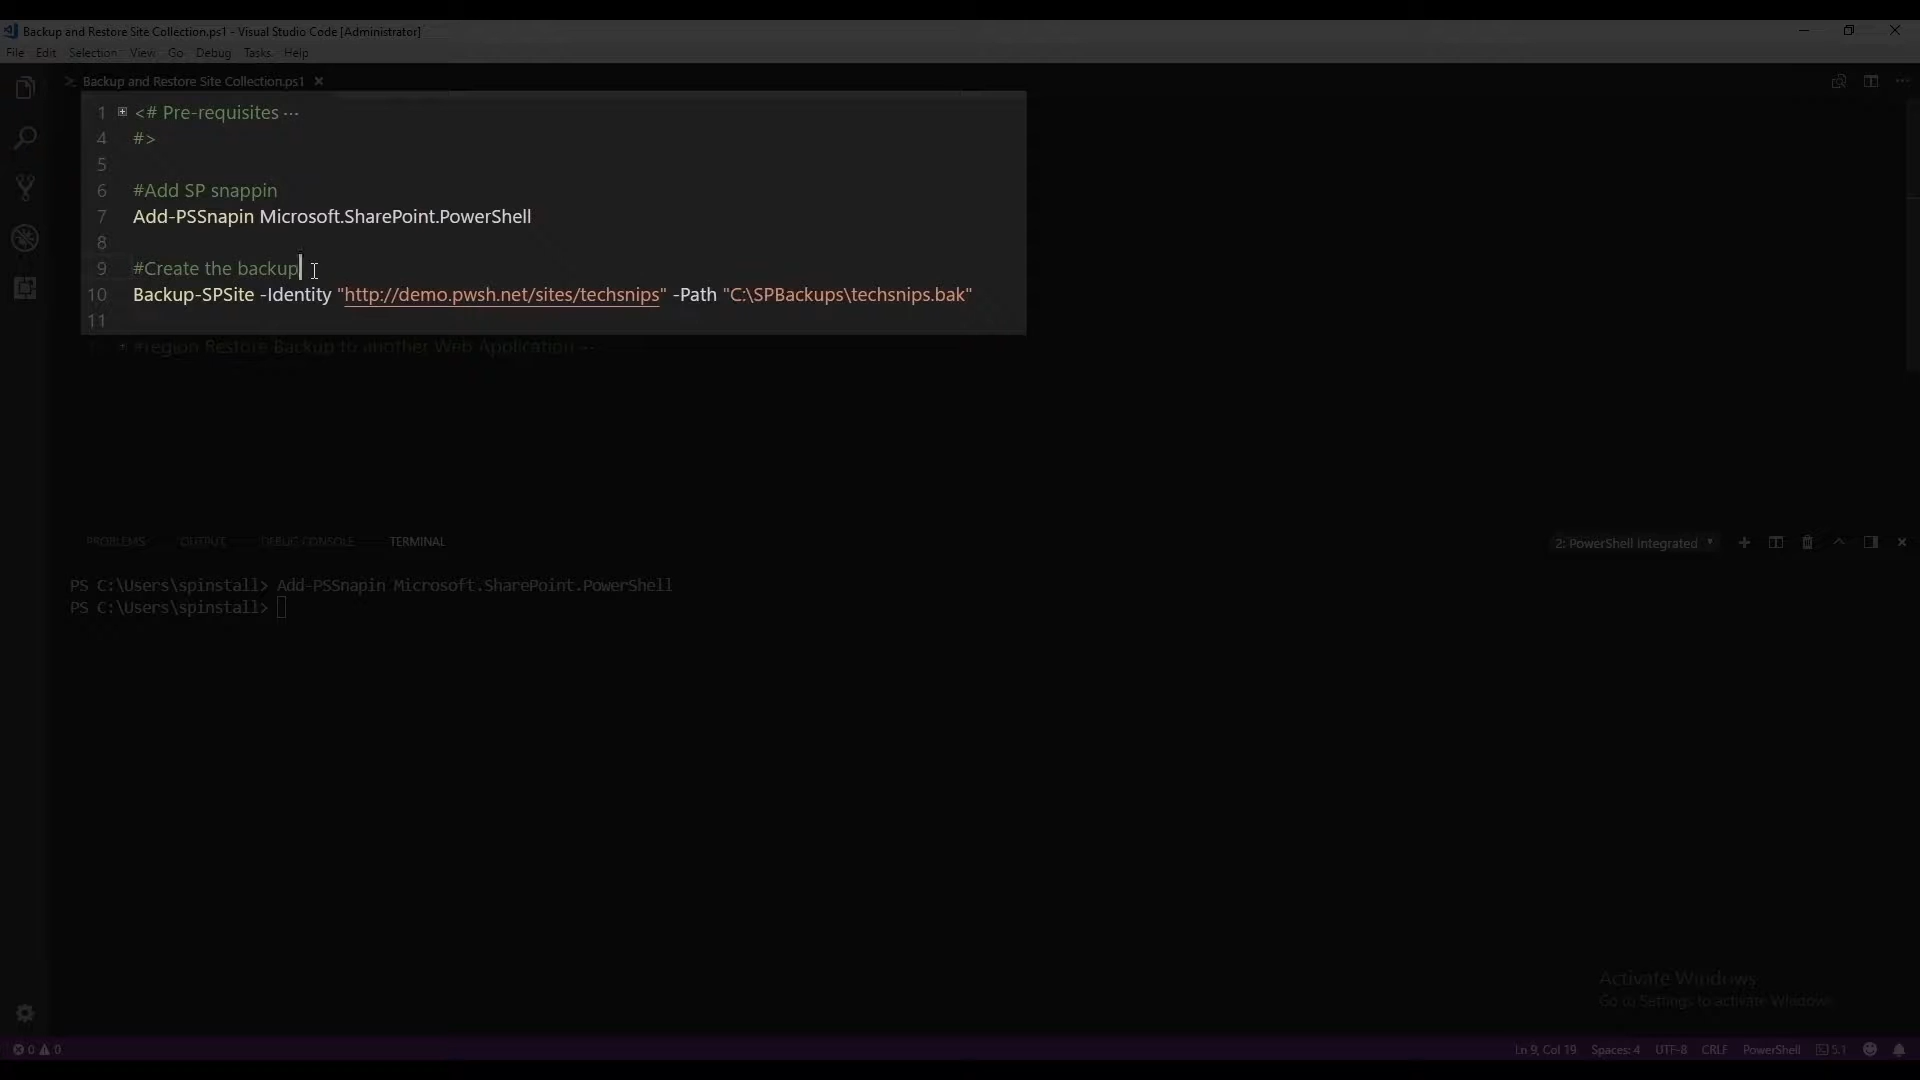 Backup and Restore Site Collection.ps1 - Visual Studio Code [Administrator]
File Edit Selection View Go Debug Tasks Help
Backup and Restore Site Collection.ps1
1 <# Pre-requisites ...
4 #>
5
6 #Add SP snappin
7 Add-PSSnapin Microsoft.SharePoint.PowerShell
8
9 #Create the backup
10 Backup-SPSite -Identity "http://demo.pwsh.net/sites/techsnips" -Path "C:\SPBackups\techsnips.bak"
11
#region Restore Backup to another Web Application ...
PROBLEMS OUTPUT DEBUG CONSOLE TERMINAL
2: PowerShell Integrated
PS C:\Users\spinstall> Add-PSSnapin Microsoft.SharePoint.PowerShell
PS C:\Users\spinstall>
Activate Windows
Go to Settings to activate Windows.
0 0
Ln 9, Col 19 Spaces: 4 UTF-8 CRLF PowerShell 5.1